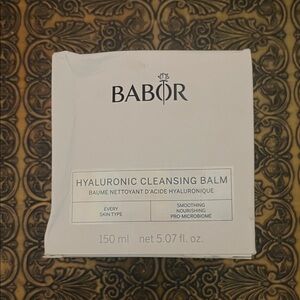 BABOR
HYALURONIC CLEANSING BALM
BAUME NETTOYANT D'ACIDE HYALURONIQUE
EVERY
SKIN TYPE
SMOOTHING
NOURISHING
PRO MICROBIOME
150 ml net 5.07 fl. oz.